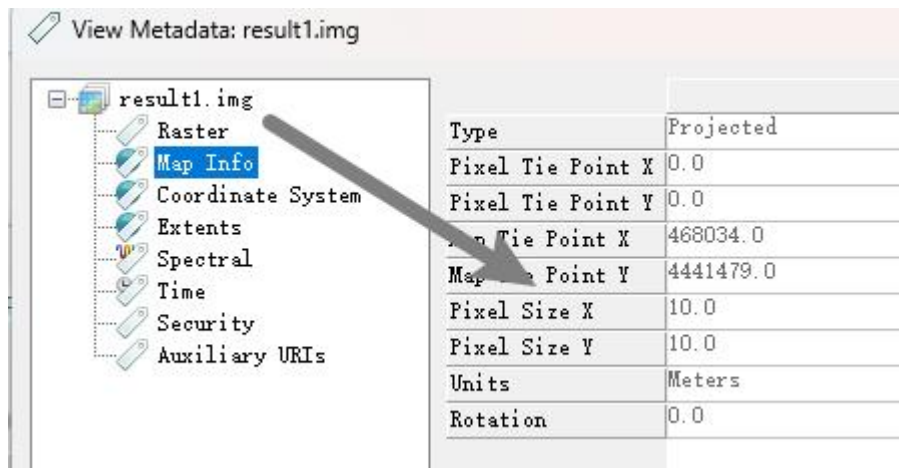 View Metadata: result1.img
result1.img
Raster
Map Info
Coordinate System
Extents
Spectral
Time
Security
Auxiliary URIs
Type Projected
Pixel Tie Point X 0.0
Pixel Tie Point Y 0.0
Tie Point X 468034.0
Map Point Y 4441479.0
Pixel Size X 10.0
Pixel Size Y 10.0
Units Meters
Rotation 0.0